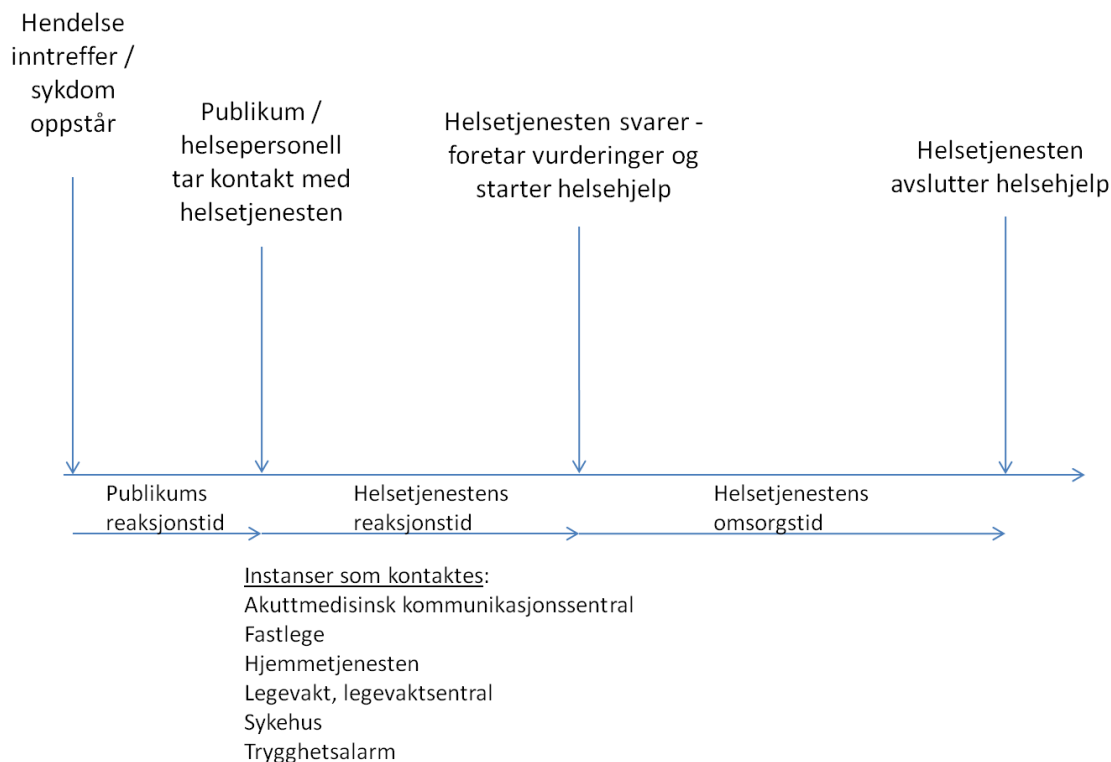 Hendelse
inntreffer /
sykdom
oppstår
Publikum /
helsepersonell
tar kontakt med
helsetjenesten
Helsetjenesten svarer -
foretar vurderinger og
starter helsehjelp
Helsetjenesten
avslutter helsehjelp
Publikums
reaksjonstid
Helsetjenestens
reaksjonstid
Helsetjenestens
omsorgstid
Instanser som kontaktes:
Akuttmedisinsk kommunikasjonssentral
Fastlege
Hjemmetjenesten
Legevakt, legevaktsentral
Sykehus
Trygghetsalarm